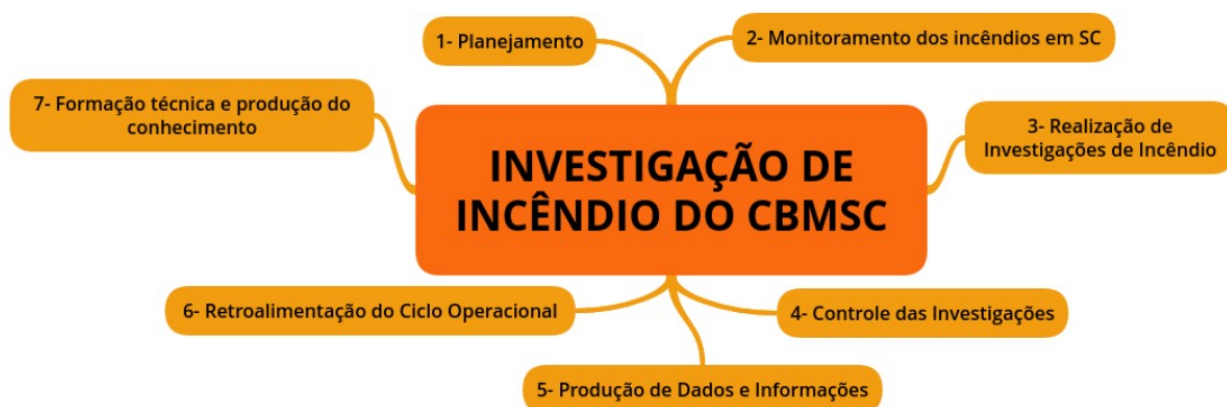 1- Planejamento
2- Monitoramento dos incêndios em SC
7- Formação técnica e produção do
conhecimento
3- Realização de
Investigações de Incêndio
INVESTIGAÇÃO DE
INCÊNDIO DO CBMSC
6- Retroalimentação do Ciclo Operacional
4- Controle das Investigações
5- Produção de Dados e Informações